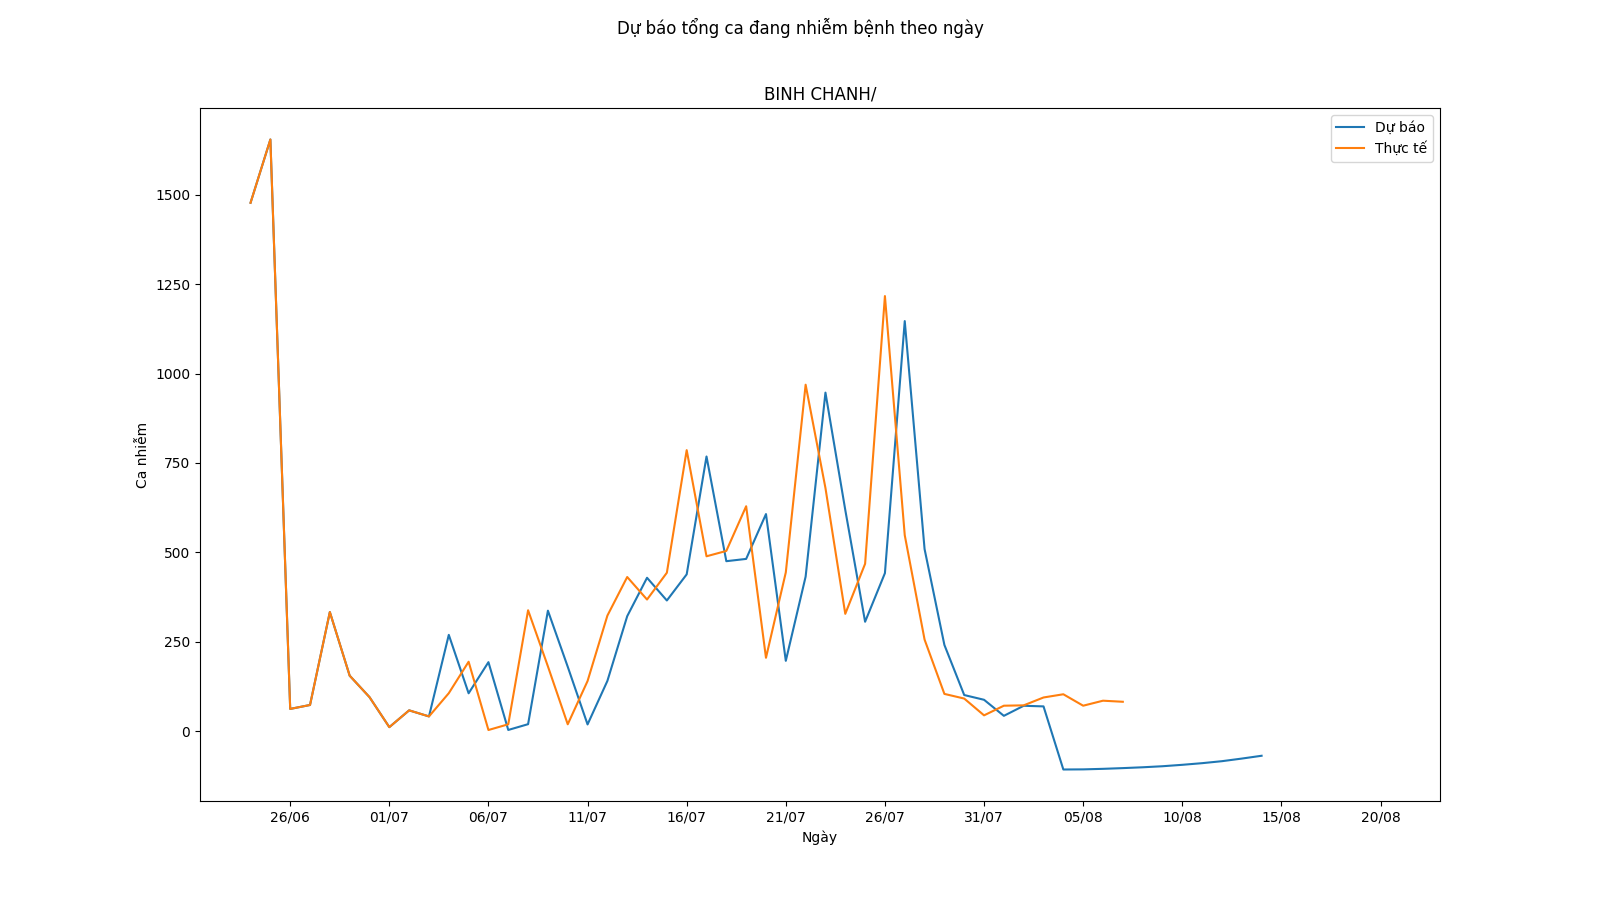 Dự báo tổng ca đang nhiễm bệnh theo ngày
BINH CHANH/
Dự báo
Thực tế
1500
1250
1000
750
500
250
0
Ca nhiễm
26/06 01/07 06/07 11/07 16/07 21/07 26/07 31/07 05/08 10/08 15/08 20/08
Ngày